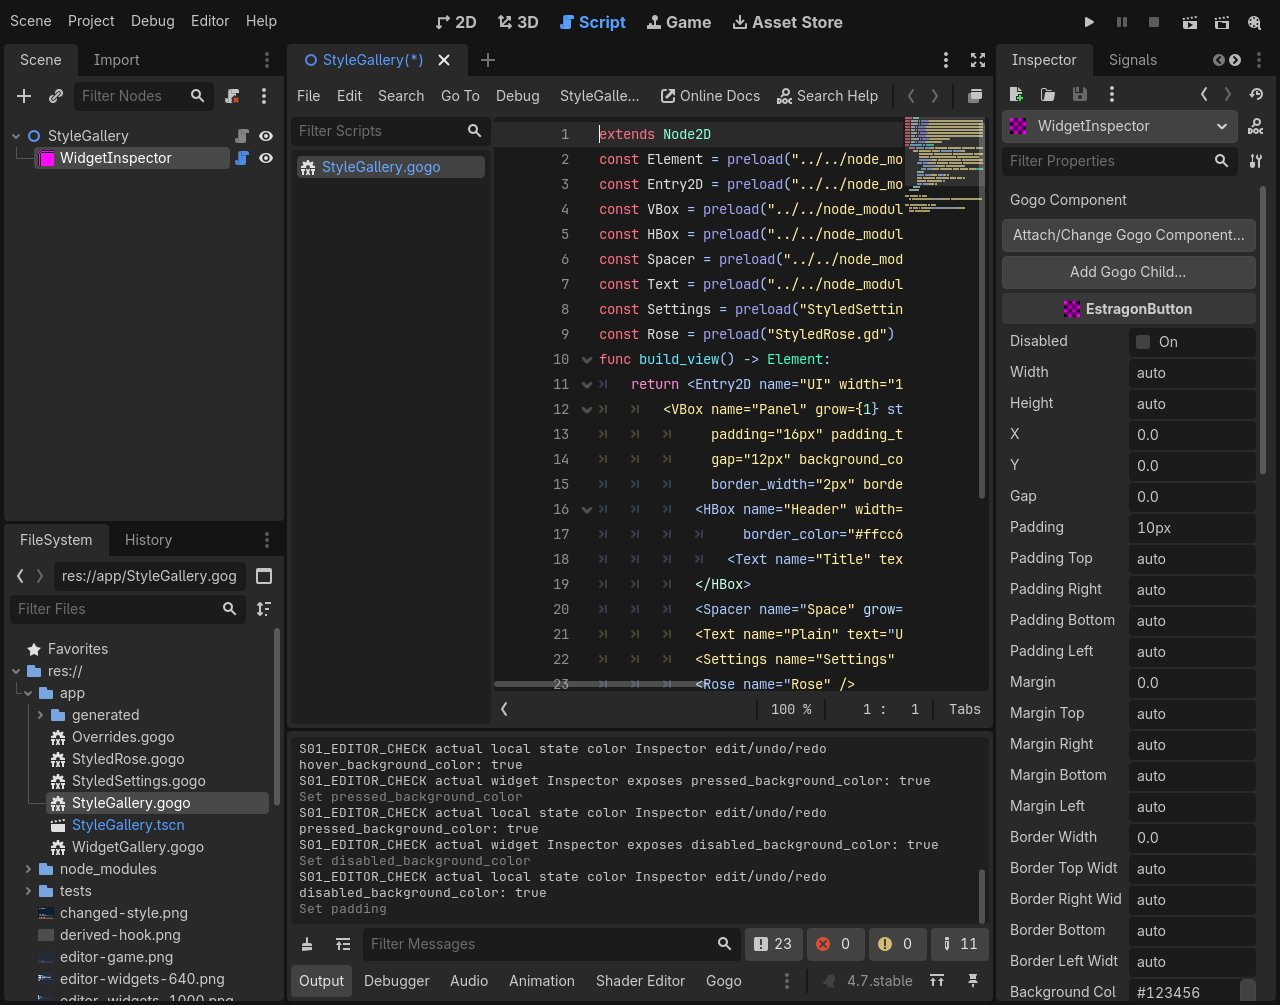 Scene Project Debug Editor Help
2D 3D Script Game Asset Store
Scene Import
Filter Nodes
StyleGallery
WidgetInspector
FileSystem History
res://app/StyleGallery.gog
Filter Files
Favorites
res://
app
generated
Overrides.gogo
StyledRose.gogo
StyledSettings.gogo
StyleGallery.gogo
StyleGallery.tscn
WidgetGallery.gogo
node_modules
tests
changed-style.png
derived-hook.png
editor-game.png
editor-widgets-640.png
editor-widgets-1000.png
StyleGallery(*)
File Edit Search Go To Debug StyleGalle... Online Docs Search Help
Filter Scripts
StyleGallery.gogo
1 extends Node2D
2 const Element = preload("../../node_mo
3 const Entry2D = preload("../../node_mo
4 const VBox = preload("../../node_modul
5 const HBox = preload("../../node_modul
6 const Spacer = preload("../../node_mod
7 const Text = preload("../../node_modul
8 const Settings = preload("StyledSettin
9 const Rose = preload("StyledRose.gd")
10 func build_view() -> Element:
11 return <Entry2D name="UI" width="1
12 <VBox name="Panel" grow={1} st
13 padding="16px" padding_t
14 gap="12px" background_co
15 border_width="2px" borde
16 <HBox name="Header" width=
17 border_color="#ffcc6
18 <Text name="Title" tex
19 </HBox>
20 <Spacer name="Space" grow=
21 <Text name="Plain" text="U
22 <Settings name="Settings"
23 <Rose name="Rose" />
100 % 1 : 1 Tabs
S01_EDITOR_CHECK actual local state color Inspector edit/undo/redo
hover_background_color: true
S01_EDITOR_CHECK actual widget Inspector exposes pressed_background_color: true
Set pressed_background_color
S01_EDITOR_CHECK actual local state color Inspector edit/undo/redo
pressed_background_color: true
S01_EDITOR_CHECK actual widget Inspector exposes disabled_background_color: true
Set disabled_background_color
S01_EDITOR_CHECK actual local state color Inspector edit/undo/redo
disabled_background_color: true
Set padding
Filter Messages 23 0 0 11
Output Debugger Audio Animation Shader Editor Gogo 4.7.stable
Inspector Signals
WidgetInspector
Filter Properties
Gogo Component
Attach/Change Gogo Component...
Add Gogo Child...
EstragonButton
Disabled On
Width auto
Height auto
X 0.0
Y 0.0
Gap 0.0
Padding 10px
Padding Top auto
Padding Right auto
Padding Bottom auto
Padding Left auto
Margin 0.0
Margin Top auto
Margin Right auto
Margin Bottom auto
Margin Left auto
Border Width 0.0
Border Top Widt auto
Border Right Wid auto
Border Bottom auto
Border Left Widt auto
Background Col #123456